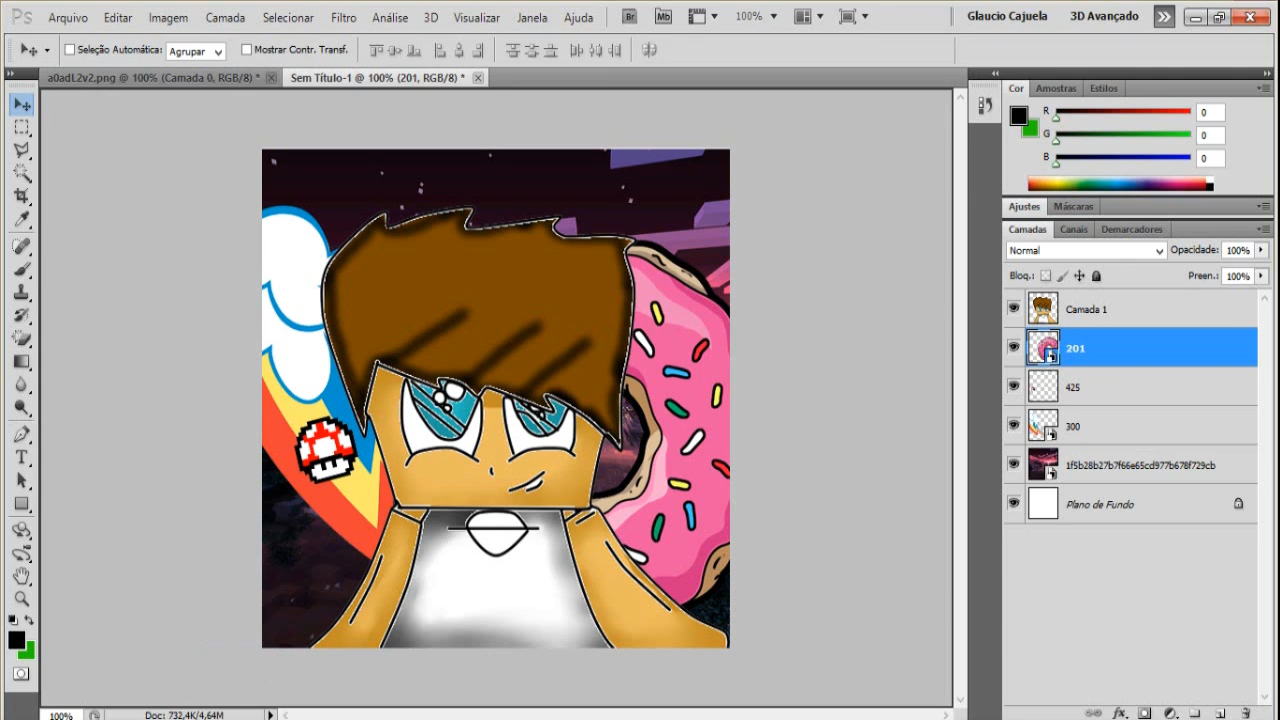 Ps Arquivo Editar Imagem Camada Selecionar Filtro Análise 3D Visualizar Janela Ajuda Br Mb 100% Glaucio Cajuela 3D Avançado
Seleção Automática: Agrupar Mostrar Contr. Transf.
a0adL2v2.png @ 100% (Camada 0, RGB/8) * Sem Título-1 @ 100% (201, RGB/8) *
Cor Amostras Estilos
R 0
G 0
B 0
Ajustes Máscaras
Camadas Canais Demarcadores
Normal Opacidade: 100%
Bloq.: Preen.: 100%
Camada 1
201
425
300
1f5b28b27b7f66e65cd977b678f729cb
Plano de Fundo
100% Doc: 732,4K/4,64M